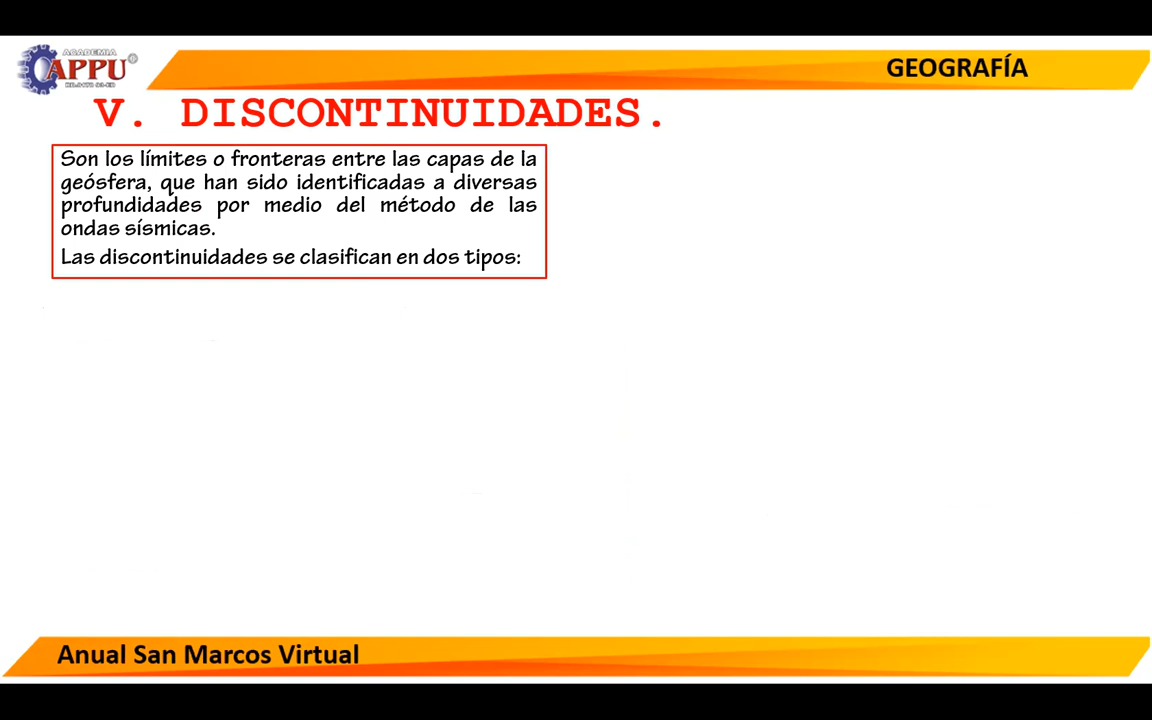 ACADEMIA
APPU
GEOGRAFÍA
V. DISCONTINUIDADES.
Son los límites o fronteras entre las capas de la
geósfera, que han sido identificadas a diversas
profundidades por medio del método de las
ondas sísmicas.
Las discontinuidades se clasifican en dos tipos:
Anual San Marcos Virtual